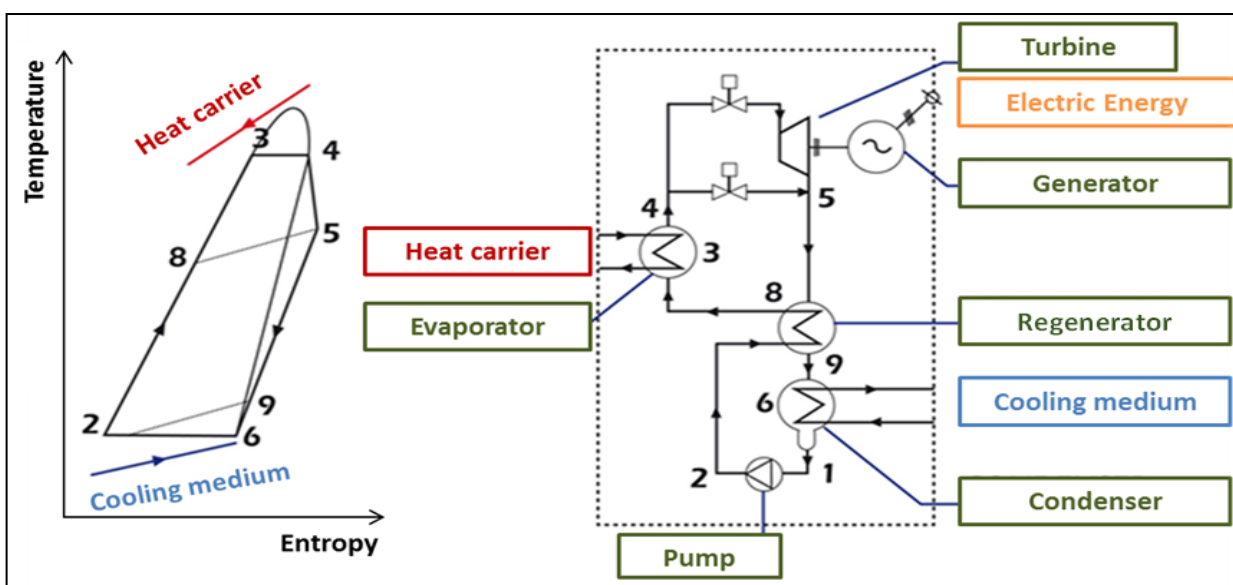 Temperature
Heat carrier
3
4
5
8
9
2
6
Cooling medium
Entropy
Turbine
Electric Energy
Generator
5
4
Heat carrier
3
Evaporator
8
Regenerator
9
6
Cooling medium
2
1
Condenser
Pump